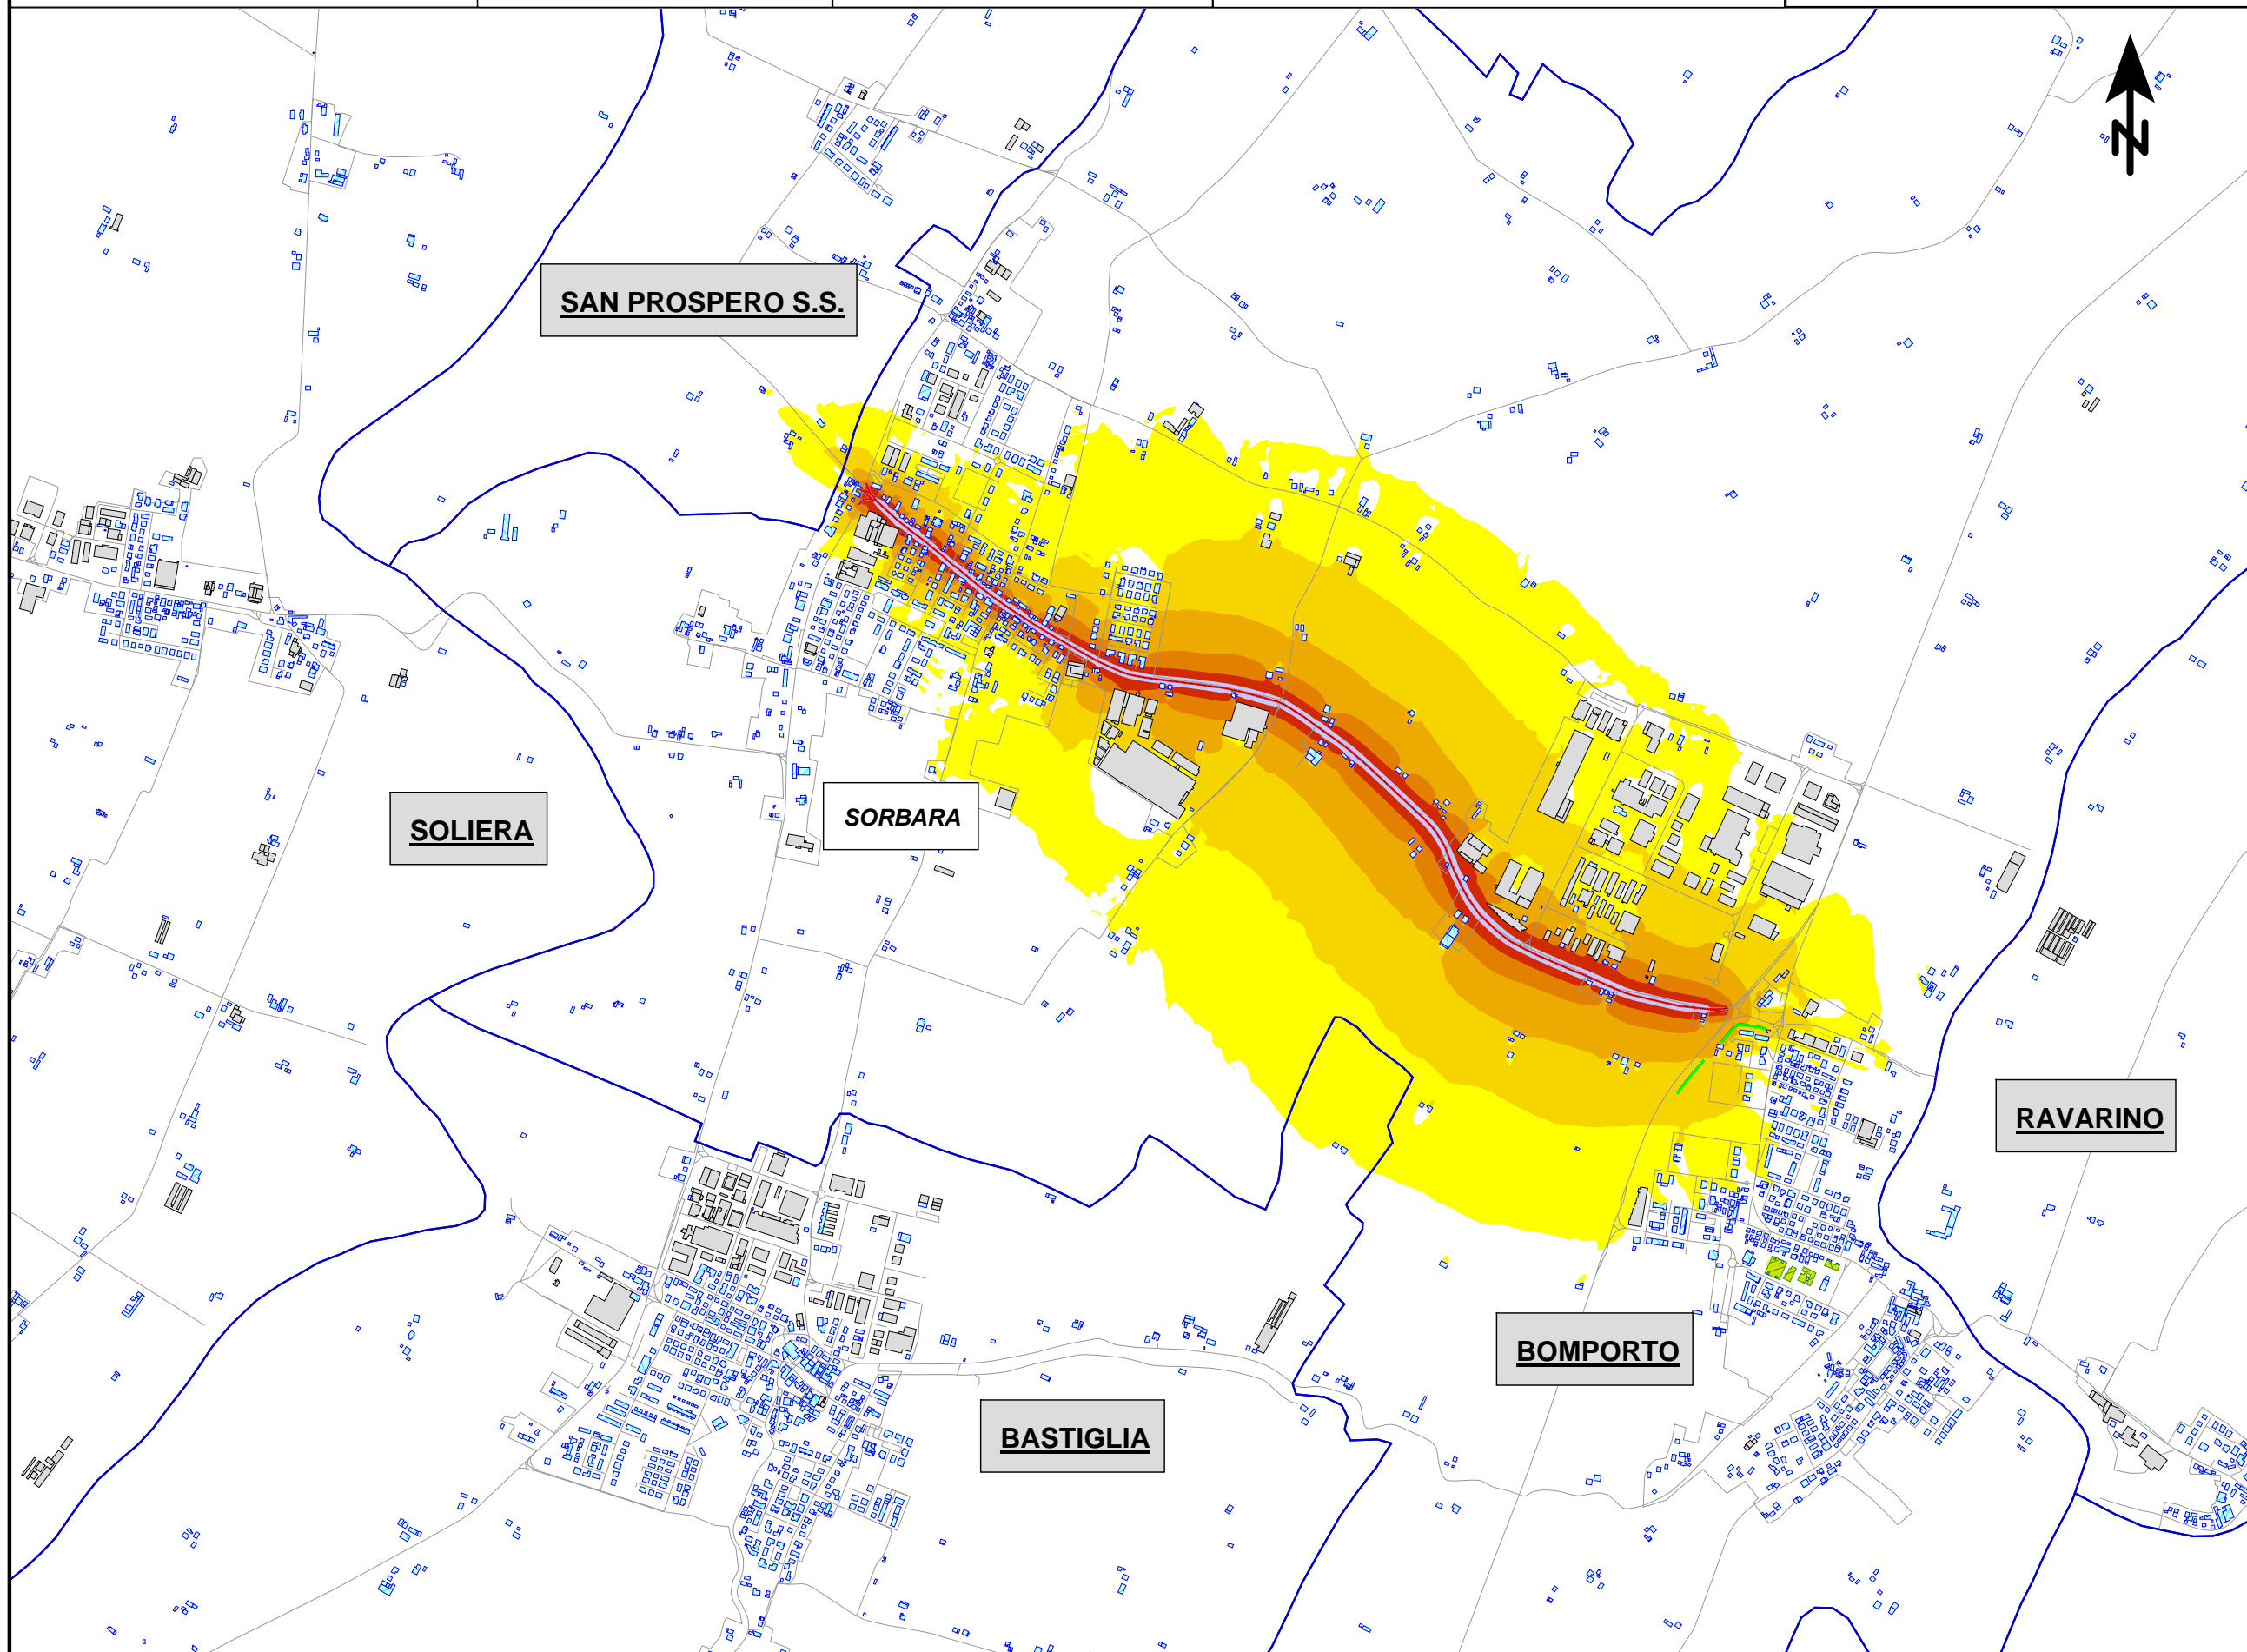 N
SAN PROSPERO S.S.
SOLIERA
SORBARA
RAVARINO
BOMPORTO
BASTIGLIA